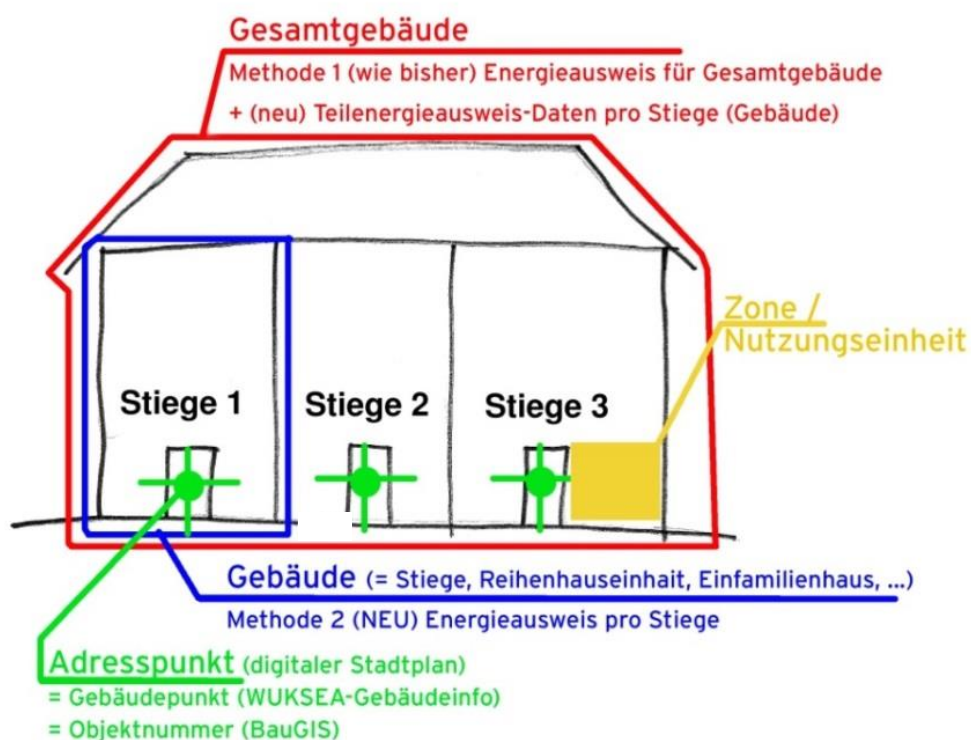 Gesamtgebäude
Methode 1 (wie bisher) Energieausweis für Gesamtgebäude
+ (neu) Teilenergieausweis-Daten pro Stiege (Gebäude)
Zone /
Nutzungseinheit
Stiege 1
Stiege 2
Stiege 3
Gebäude (= Stiege, Reihenhauseinhait, Einfamilienhaus, ...)
Methode 2 (NEU) Energieausweis pro Stiege
Adresspunkt (digitaler Stadtplan)
= Gebäudepunkt (WUKSEA-Gebäudeinfo)
= Objektnummer (BauGIS)